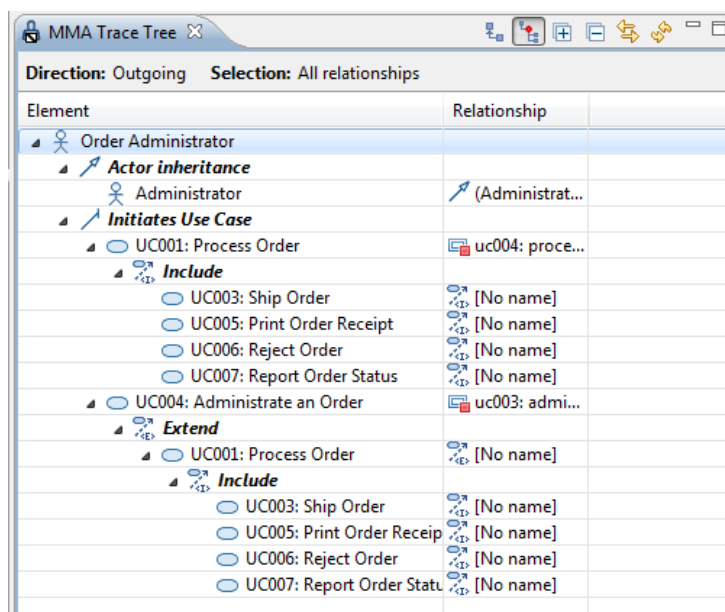 MMA Trace Tree
Direction: Outgoing Selection: All relationships
Element Relationship
Order Administrator
Actor inheritance
Administrator (Administrat...
Initiates Use Case
UC001: Process Order uc004: proce...
Include
UC003: Ship Order [No name]
UC005: Print Order Receipt [No name]
UC006: Reject Order [No name]
UC007: Report Order Status [No name]
UC004: Administrate an Order uc003: admi...
Extend
UC001: Process Order [No name]
Include
UC003: Ship Order [No name]
UC005: Print Order Receip [No name]
UC006: Reject Order [No name]
UC007: Report Order Statu [No name]